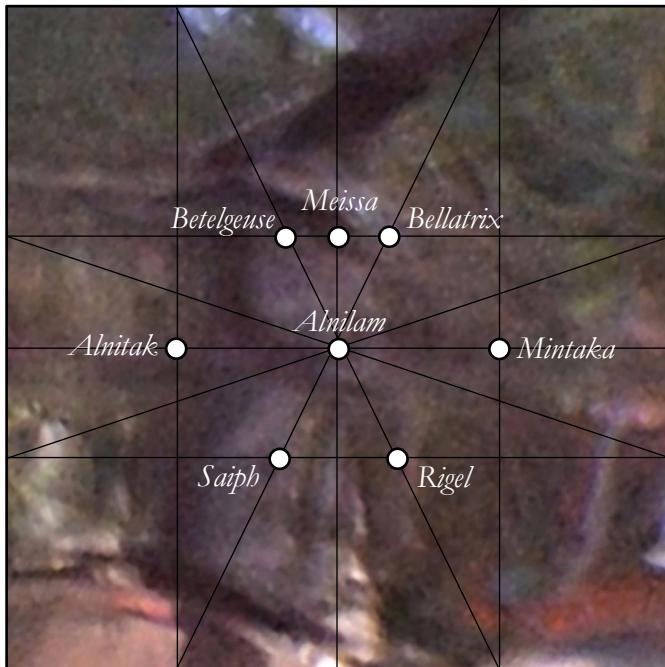 Meissa
Betelgeuse
Bellatrix
Alnilam
Alnitak
Mintaka
Saiph
Rigel